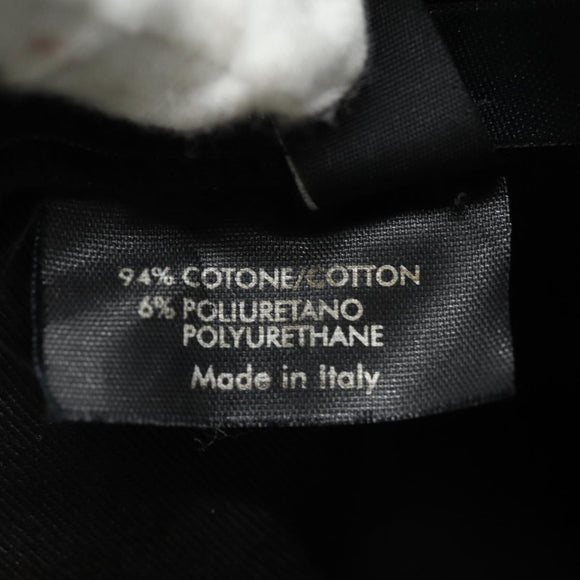 94% COTONE/COTTON
6% POLIURETANO
POLYURETHANE
Made in Italy